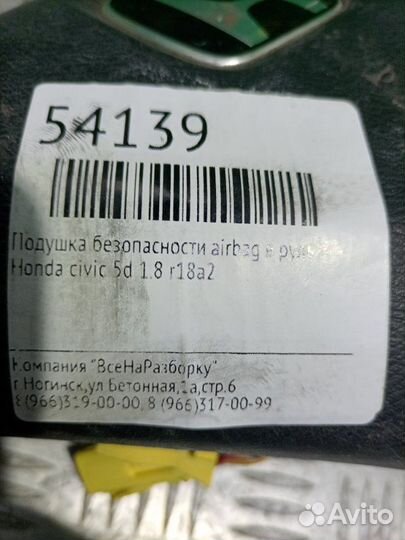 54139
Подушка безопасности airbag в
Honda civic 5d 1.8 r18a2
Компания "ВсеНаРазборку"
г.Ногинск,ул Бетонная,1а,стр.6
8(966)319-00-00, 8 (966)317-00-99
Avito